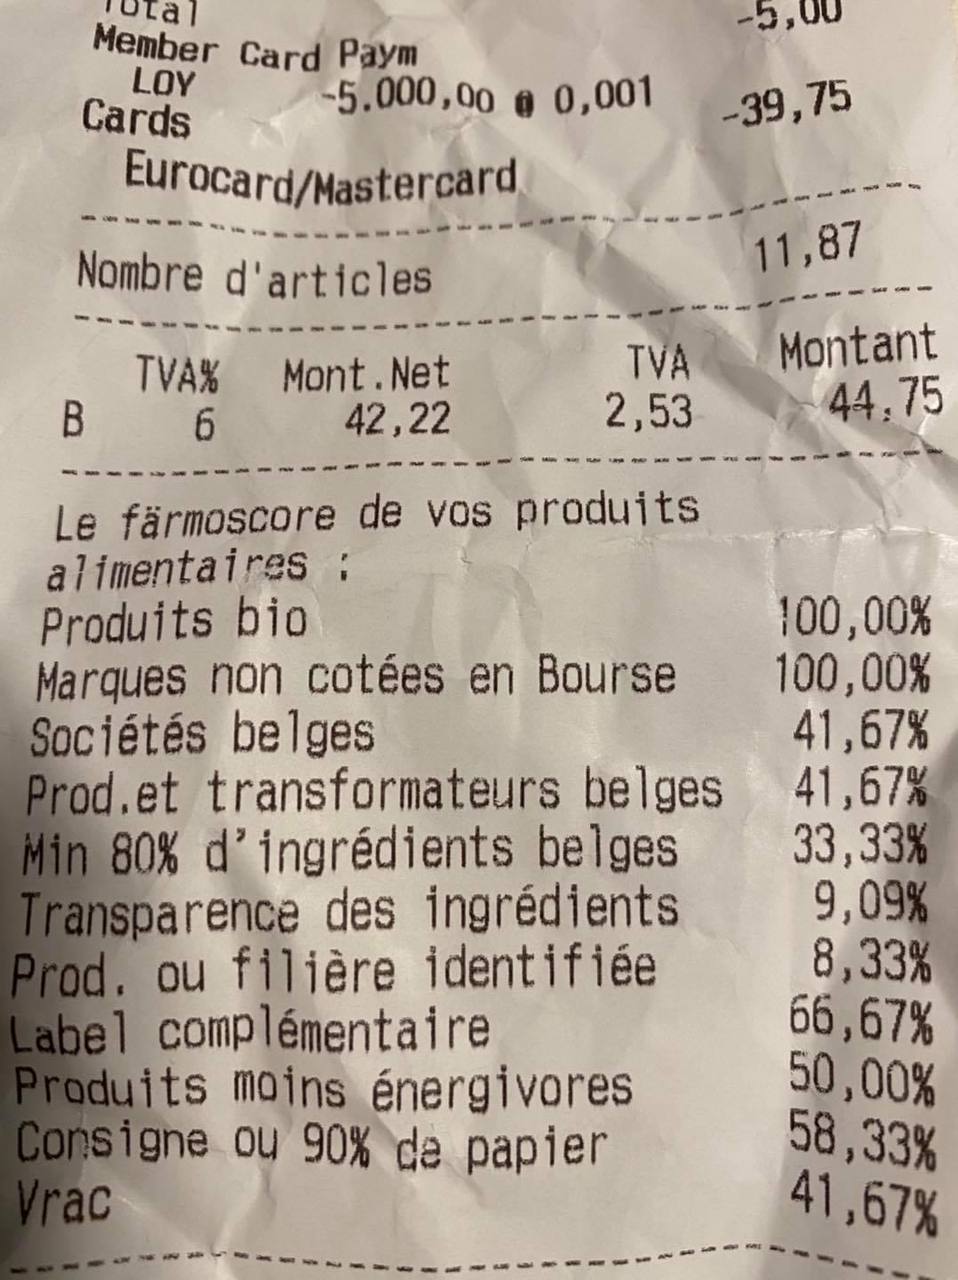 Total
Member Card Paym -5,00
LOY -5.000,00 @ 0,001
Cards -39,75
Eurocard/Mastercard
Nombre d'articles 11,87
TVA% Mont.Net TVA Montant
B 6 42,22 2,53 44,75
Le färmoscore de vos produits
alimentaires :
Produits bio 100,00%
Marques non cotées en Bourse 100,00%
Sociétés belges 41,67%
Prod.et transformateurs belges 41,67%
Min 80% d'ingrédients belges 33,33%
Transparence des ingrédients 9,09%
Prod. ou filière identifiée 8,33%
Label complémentaire 66,67%
Produits moins énergivores 50,00%
Consigne ou 90% de papier 58,33%
Vrac 41,67%